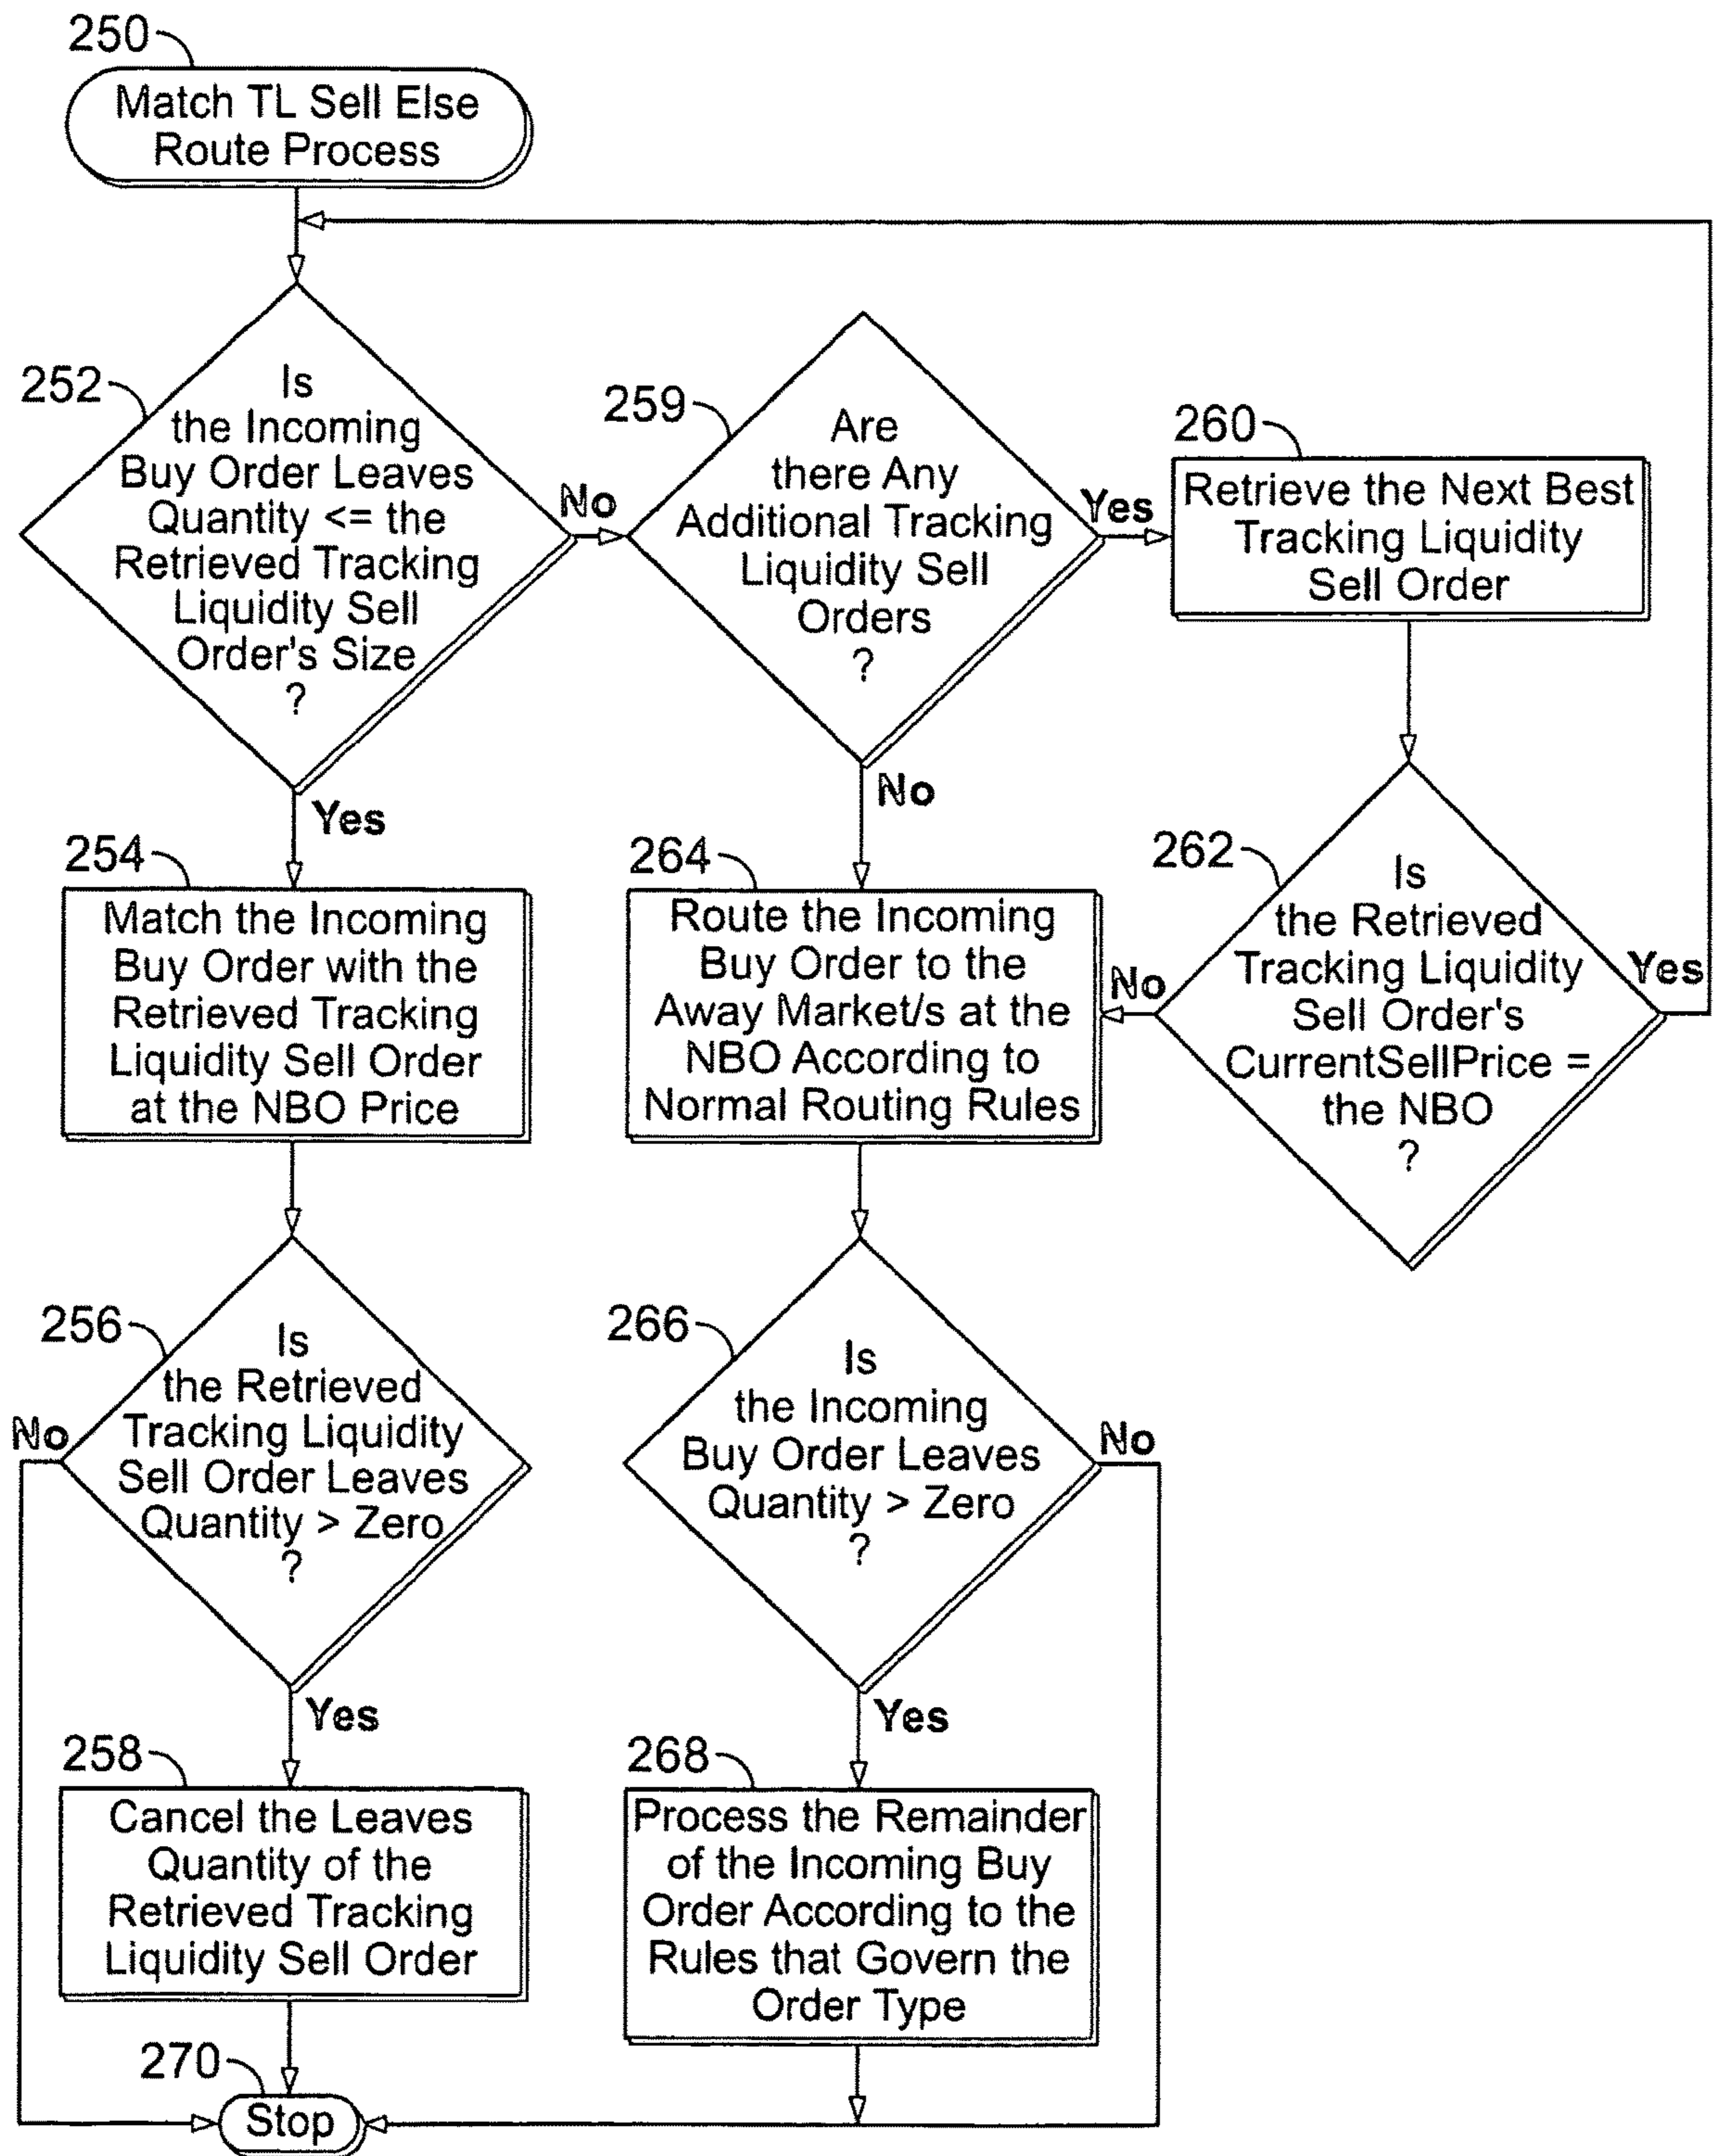 250
Match TL Sell Else
Route Process
252
Is
the Incoming
Buy Order Leaves
Quantity <= the
Retrieved Tracking
Liquidity Sell
Order's Size
?
No
Yes
259
Are
there Any
Additional Tracking
Liquidity Sell
Orders
?
Yes
No
260
Retrieve the Next Best
Tracking Liquidity
Sell Order
254
Match the Incoming
Buy Order with the
Retrieved Tracking
Liquidity Sell Order
at the NBO Price
264
Route the Incoming
Buy Order to the
Away Market/s at the
NBO According to
Normal Routing Rules
262
Is
the Retrieved
Tracking Liquidity
Sell Order's
CurrentSellPrice =
the NBO
?
No
Yes
256
Is
the Retrieved
Tracking Liquidity
Sell Order Leaves
Quantity > Zero
?
No
Yes
266
Is
the Incoming
Buy Order Leaves
Quantity > Zero
?
No
Yes
258
Cancel the Leaves
Quantity of the
Retrieved Tracking
Liquidity Sell Order
268
Process the Remainder
of the Incoming Buy
Order According to the
Rules that Govern the
Order Type
270
Stop